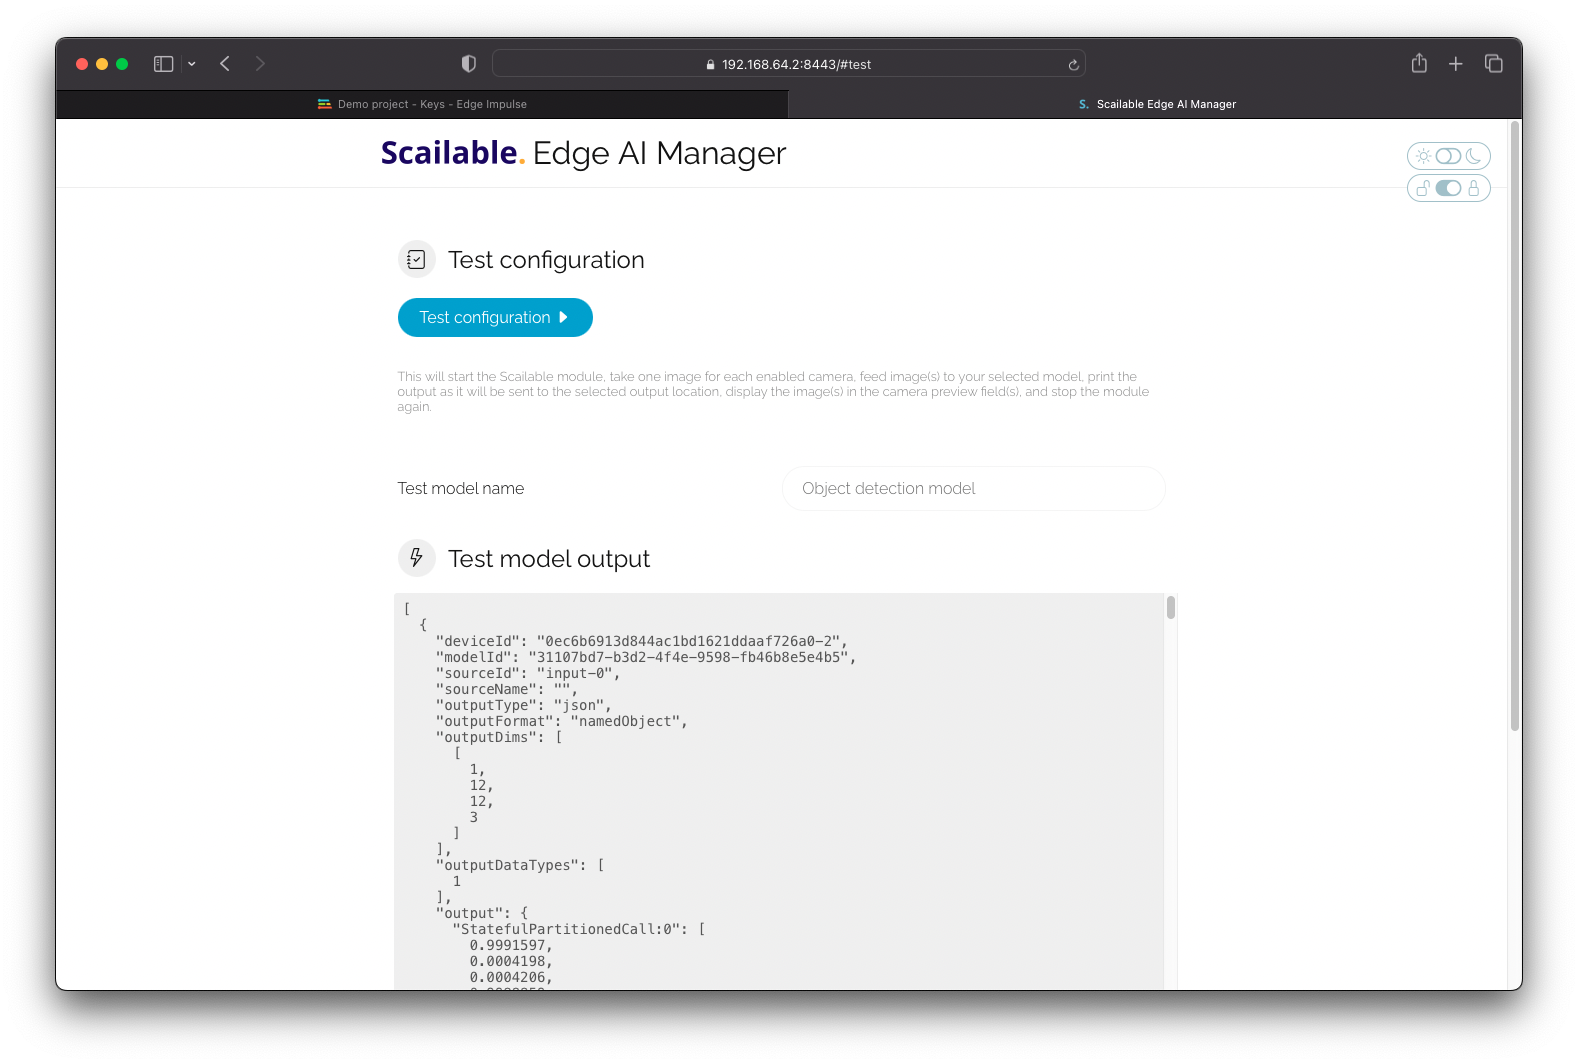 192.168.64.2:8443/#test
Demo project - Keys - Edge Impulse
S. Scailable Edge AI Manager
Scailable. Edge AI Manager
Test configuration
Test configuration
This will start the Scailable module, take one image for each enabled camera, feed image(s) to your selected model, print the
output as it will be sent to the selected output location, display the image(s) in the camera preview field(s), and stop the module
again.
Test model name
Object detection model
Test model output
[
{
"deviceId": "0ec6b6913d844ac1bd1621ddaaf726a0-2",
"modelId": "31107bd7-b3d2-4f4e-9598-fb46b8e5e4b5",
"sourceId": "input-0",
"sourceName": "",
"outputType": "json",
"outputFormat": "namedObject",
"outputDims": [
[
1,
12,
12,
3
]
],
"outputDataTypes": [
1
],
"output": {
"StatefulPartitionedCall:0": [
0.9991597,
0.0004198,
0.0004206,